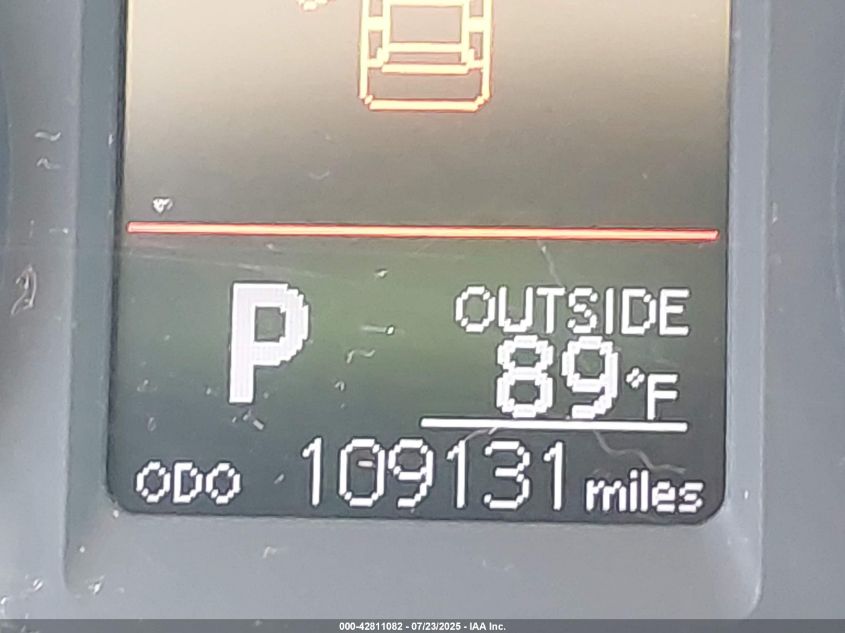 P
OUTSIDE
89°F
ODO 109131 miles
000-42811082 - 07/23/2025 - IAA Inc.